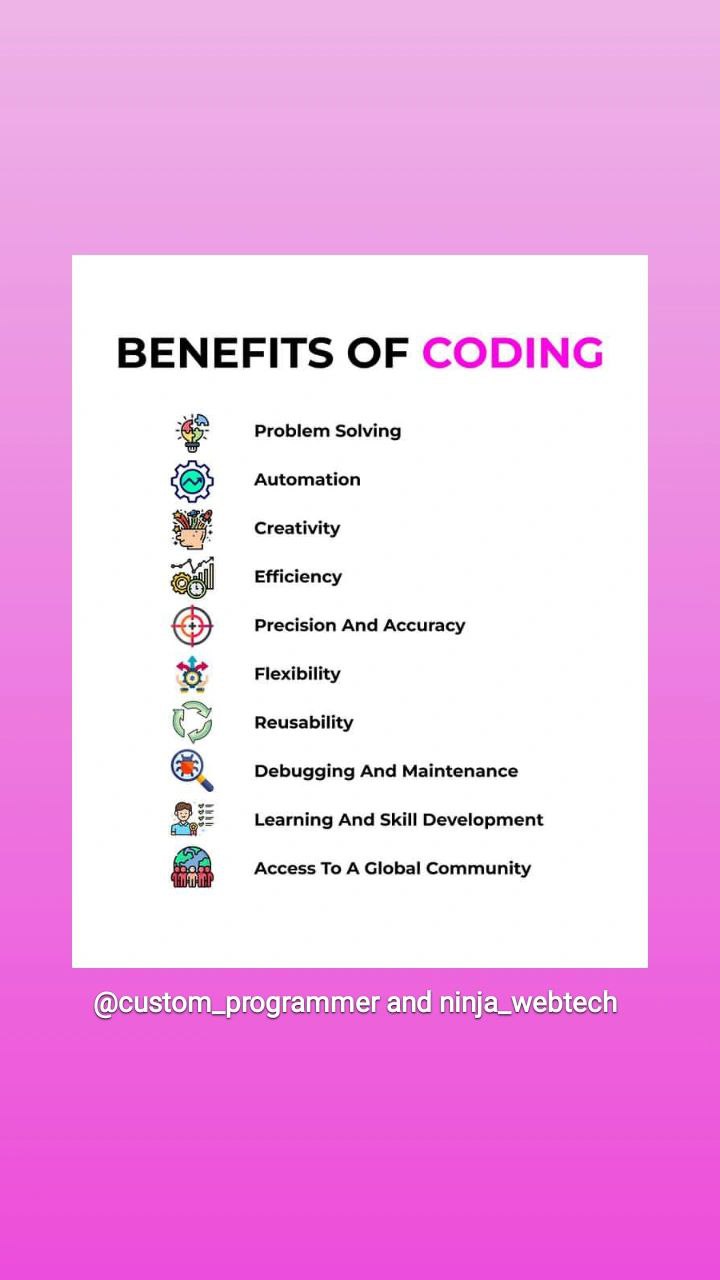 BENEFITS OF CODING
Problem Solving
Automation
Creativity
Efficiency
Precision And Accuracy
Flexibility
Reusability
Debugging And Maintenance
Learning And Skill Development
Access To A Global Community
@custom_programmer and ninja_webtech